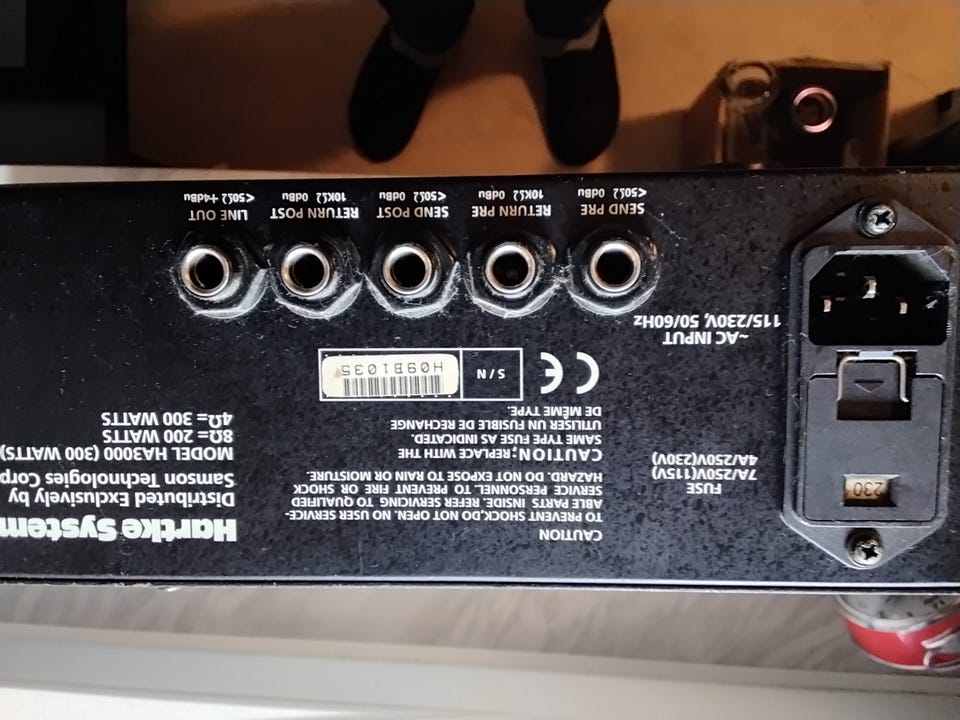 Hartke System
Distributed Exclusively by
Samson Technologies Corp
MODEL HA3000 (300 WATTS)
8Ω= 200 WATTS
4Ω= 300 WATTS
CAUTION
TO PREVENT SHOCK,DO NOT OPEN. NO USER SERVICE-
ABLE PARTS INSIDE. REFER SERVICING TO QUALIFIED
SERVICE PERSONNEL. TO PREVENT FIRE OR SHOCK
HAZARD. DO NOT EXPOSE TO RAIN OR MOISTURE
CAUTION:REPLACE WITH THE
SAME TYPE FUSE AS INDICATED.
UTILISER UN FUSIBLE DE RECHANGE
DE MÊME TYPE.
CE
S/N
H09B1035
230
FUSE
7A/250V(115V)
4A/250V(230V)
~AC INPUT
115/230V, 50/60Hz
SEND PRE
<50Ω 0dBu
RETURN PRE
10KΩ 0dBu
SEND POST
<50Ω 0dBu
RETURN POST
10KΩ 0dBu
LINE OUT
<50Ω +4dBu